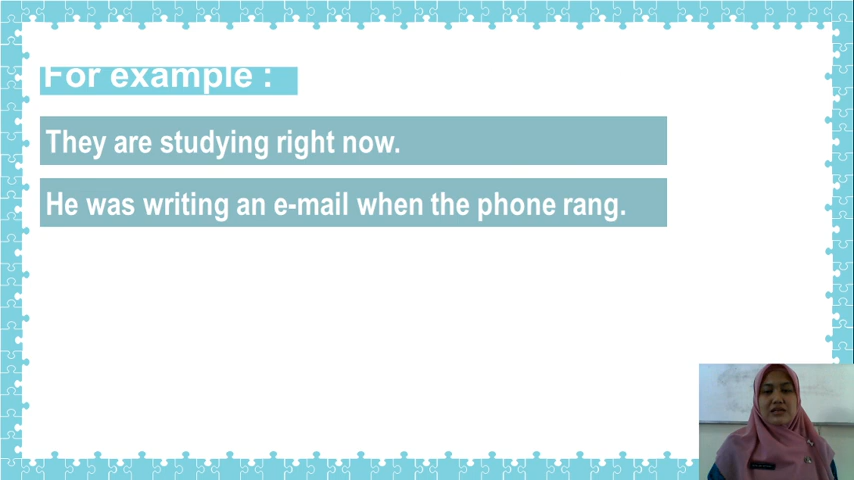 For example :
They are studying right now.
He was writing an e-mail when the phone rang.